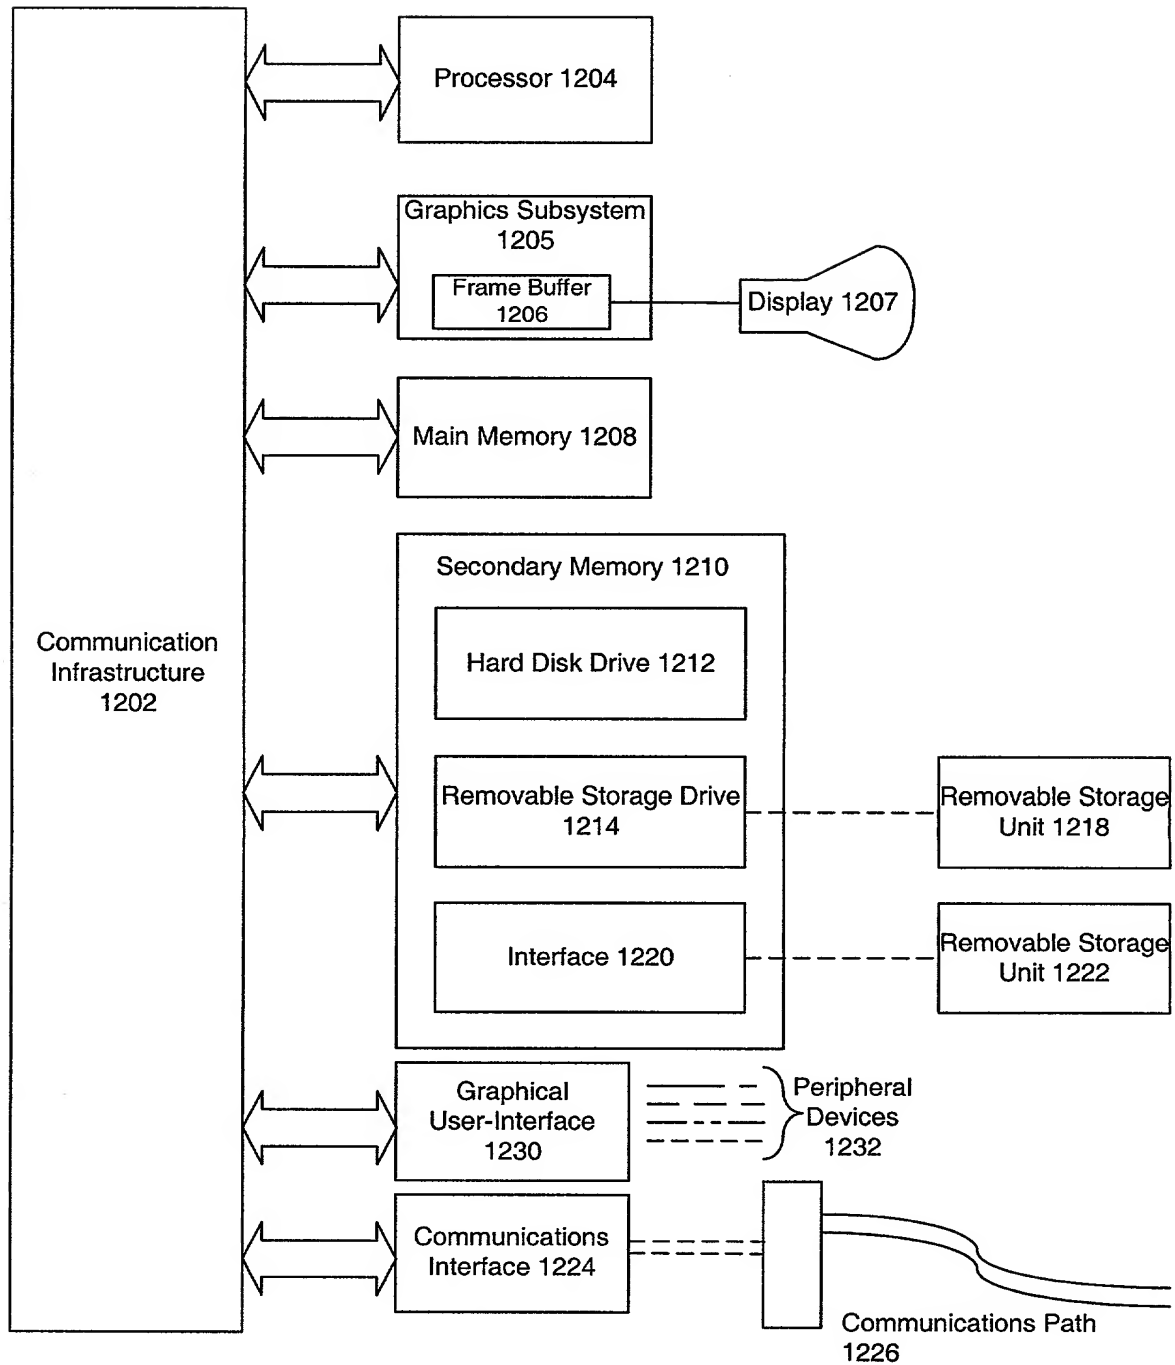 Processor 1204
Graphics Subsystem
1205
Frame Buffer
1206
Display 1207
Main Memory 1208
Secondary Memory 1210
Hard Disk Drive 1212
Communication
Infrastructure
1202
Removable Storage Drive
1214
Removable Storage
Unit 1218
Interface 1220
Removable Storage
Unit 1222
Graphical
User-Interface
1230
Peripheral
Devices
1232
Communications
Interface 1224
Communications Path
1226